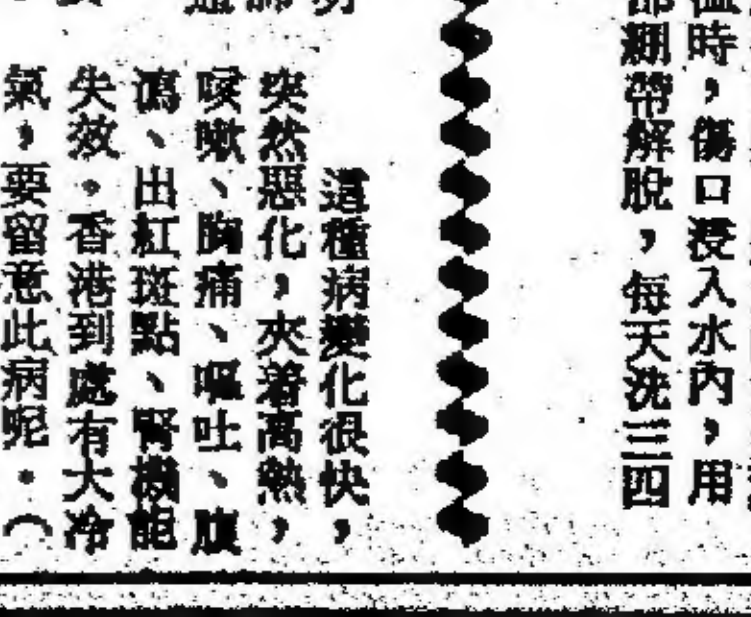 溫時，傷口浸入水內，用
部綳帶解脫，每天洗三四
這種病變化很快，
突然惡化，夾着高熱，
咳嗽、胸痛、嘔吐、腹
瀉、出紅斑點、腎機能
失效。香港到處有大冷
氣，要留意此病呢。（